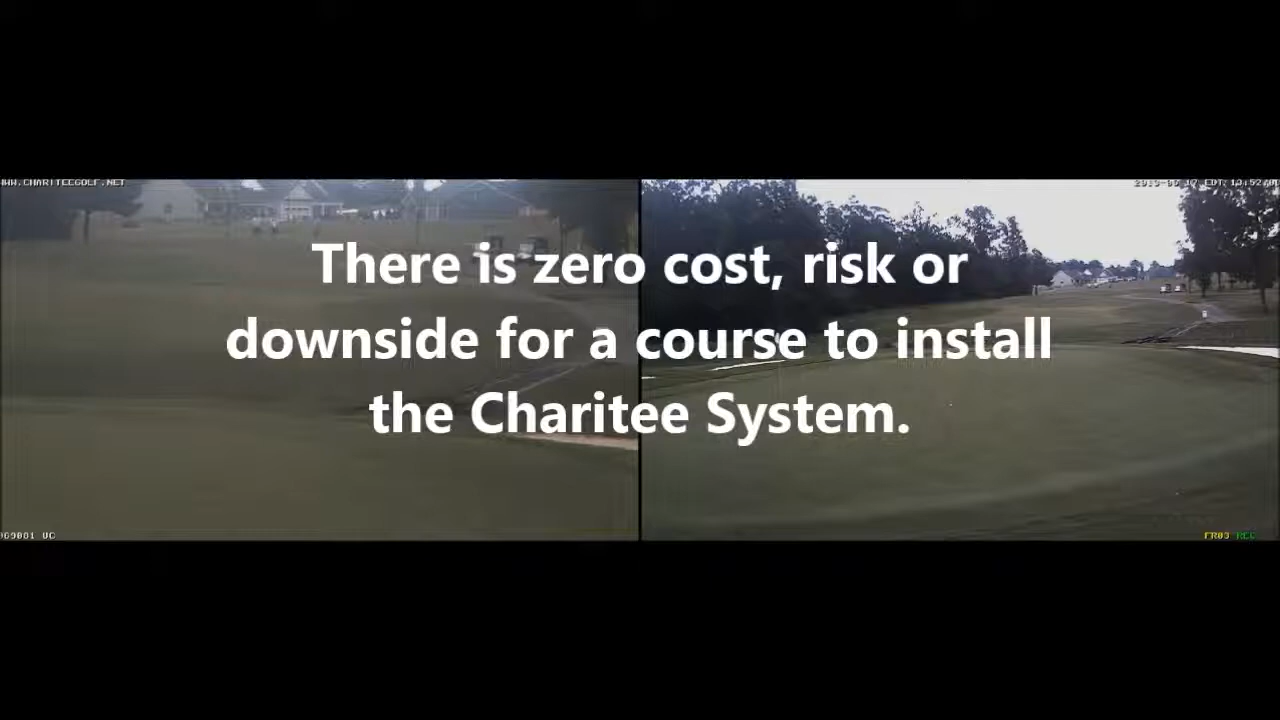 WWW.CHARITEEGOLF.NET
There is zero cost, risk or
downside for a course to install
the Charitee System.